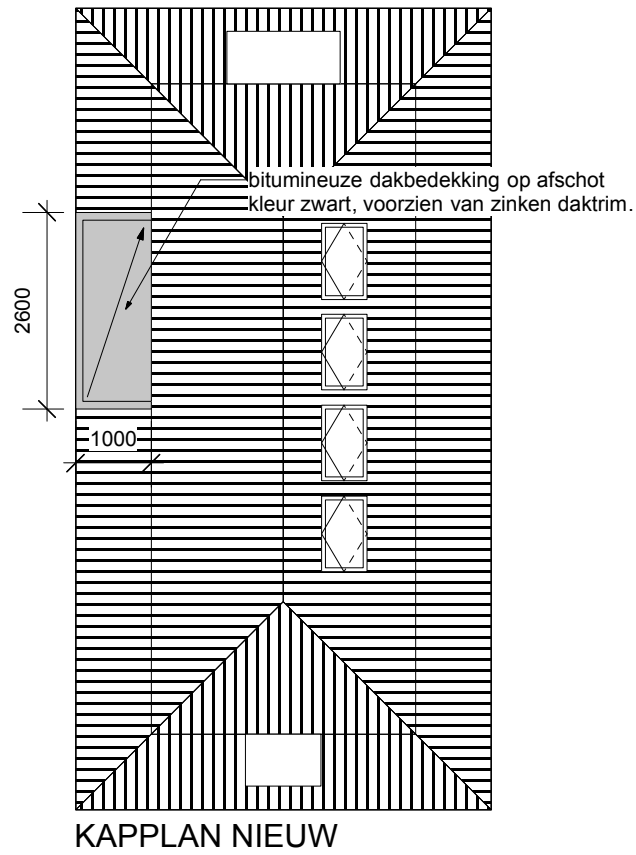 bitumineuze dakbedekking op afschot
kleur zwart, voorzien van zinken daktrim.
2600
1000
KAPPLAN NIEUW